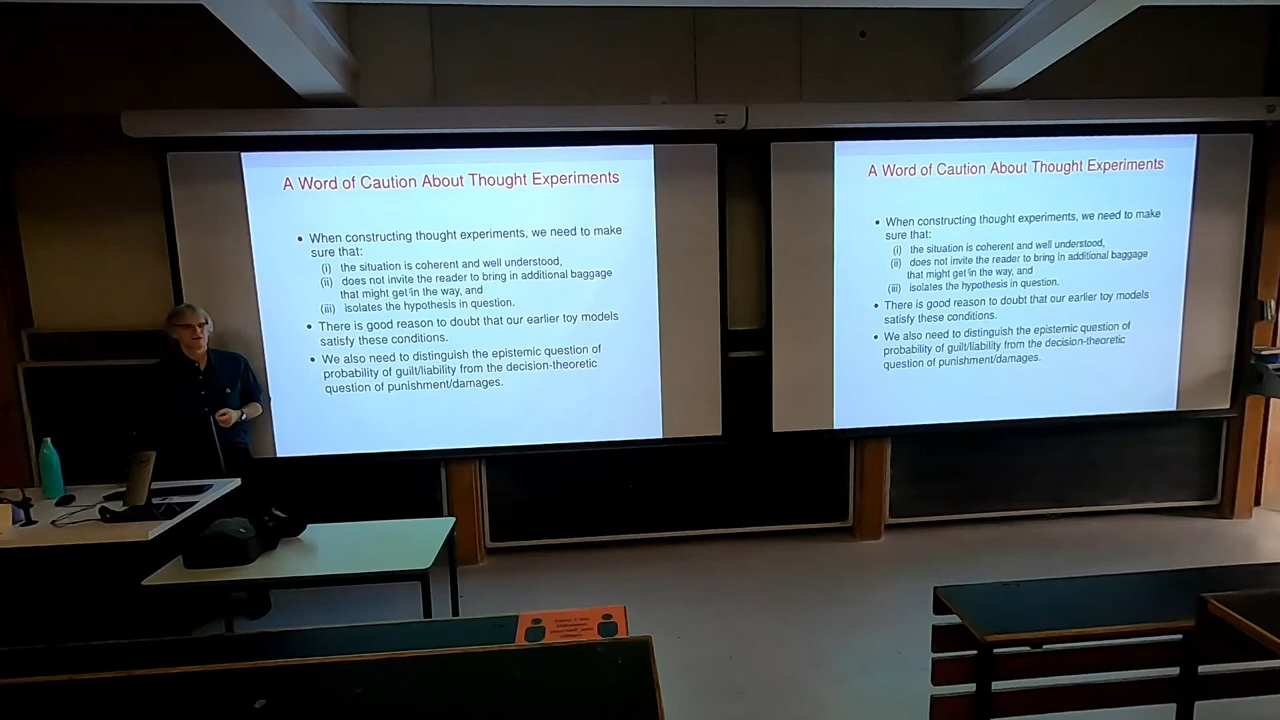 A Word of Caution About Thought Experiments
• When constructing thought experiments, we need to make
sure that:
(i) the situation is coherent and well understood,
(ii) does not invite the reader to bring in additional baggage
that might get in the way, and
(iii) isolates the hypothesis in question.
• There is good reason to doubt that our earlier toy models
satisfy these conditions.
• We also need to distinguish the epistemic question of
probability of guilt/liability from the decision-theoretic
question of punishment/damages.
A Word of Caution About Thought Experiments
• When constructing thought experiments, we need to make
sure that:
(i) the situation is coherent and well understood,
(ii) does not invite the reader to bring in additional baggage
that might get in the way, and
(iii) isolates the hypothesis in question.
• There is good reason to doubt that our earlier toy models
satisfy these conditions.
• We also need to distinguish the epistemic question of
probability of guilt/liability from the decision-theoretic
question of punishment/damages.